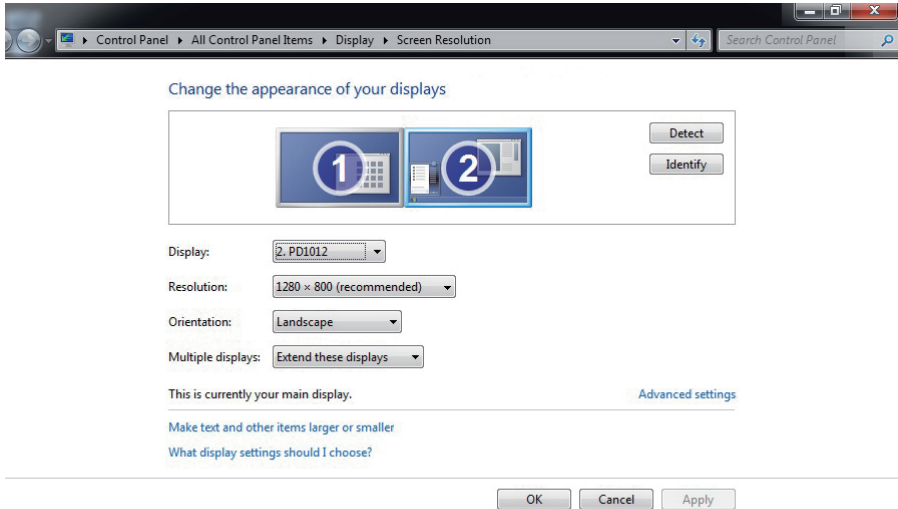 Control Panel ▸ All Control Panel Items ▸ Display ▸ Screen Resolution
Search Control Panel
Change the appearance of your displays
1 2
Detect
Identify
Display: 2. PD1012
Resolution: 1280 × 800 (recommended)
Orientation: Landscape
Multiple displays: Extend these displays
This is currently your main display. Advanced settings
Make text and other items larger or smaller
What display settings should I choose?
OK Cancel Apply